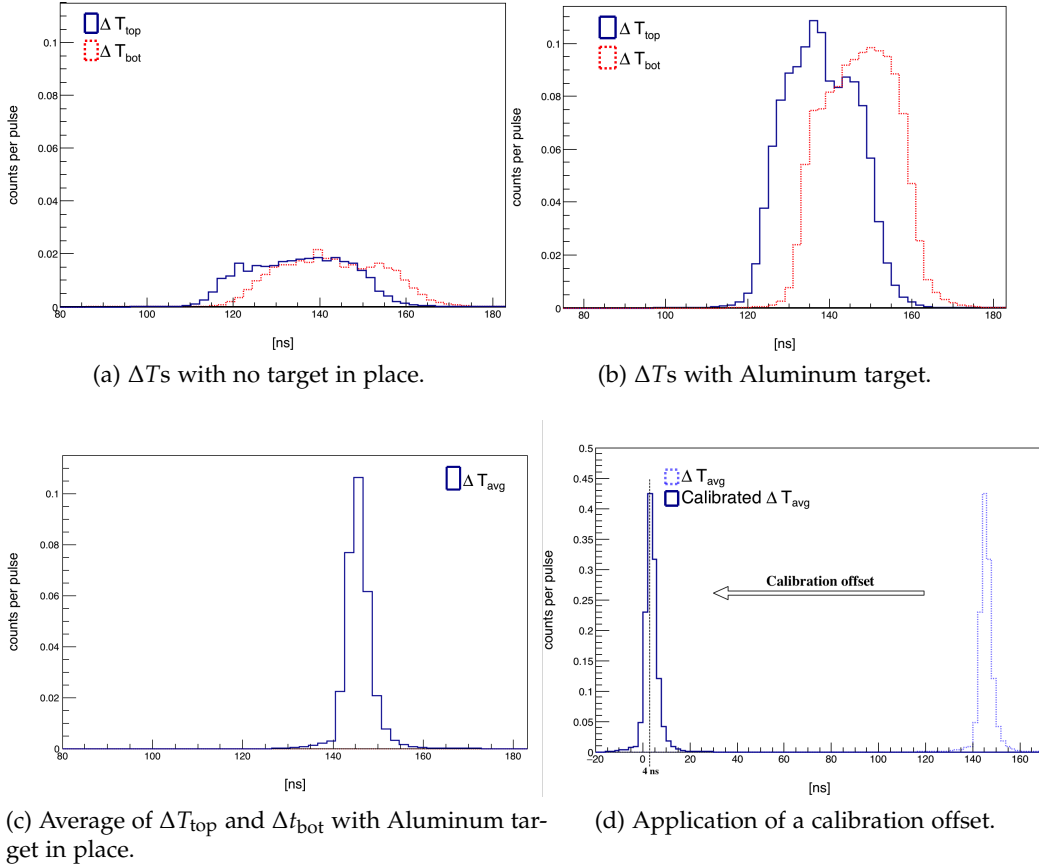 Δ T_top
Δ T_bot
counts per pulse
0.1
0.08
0.06
0.04
0.02
0
80 100 120 140 160 180
[ns]
(a) ΔTs with no target in place.
Δ T_top
Δ T_bot
counts per pulse
0.1
0.08
0.06
0.04
0.02
0
80 100 120 140 160 180
[ns]
(b) ΔTs with Aluminum target.
Δ T_avg
counts per pulse
0.1
0.08
0.06
0.04
0.02
0
80 100 120 140 160 180
[ns]
(c) Average of ΔT_top and Δt_bot with Aluminum tar-
get in place.
Δ T_avg
Calibrated Δ T_avg
Calibration offset
counts per pulse
0.5
0.45
0.4
0.35
0.3
0.25
0.2
0.15
0.1
0.05
0
−20 0 20 40 60 80 100 120 140 160
4 ns
[ns]
(d) Application of a calibration offset.